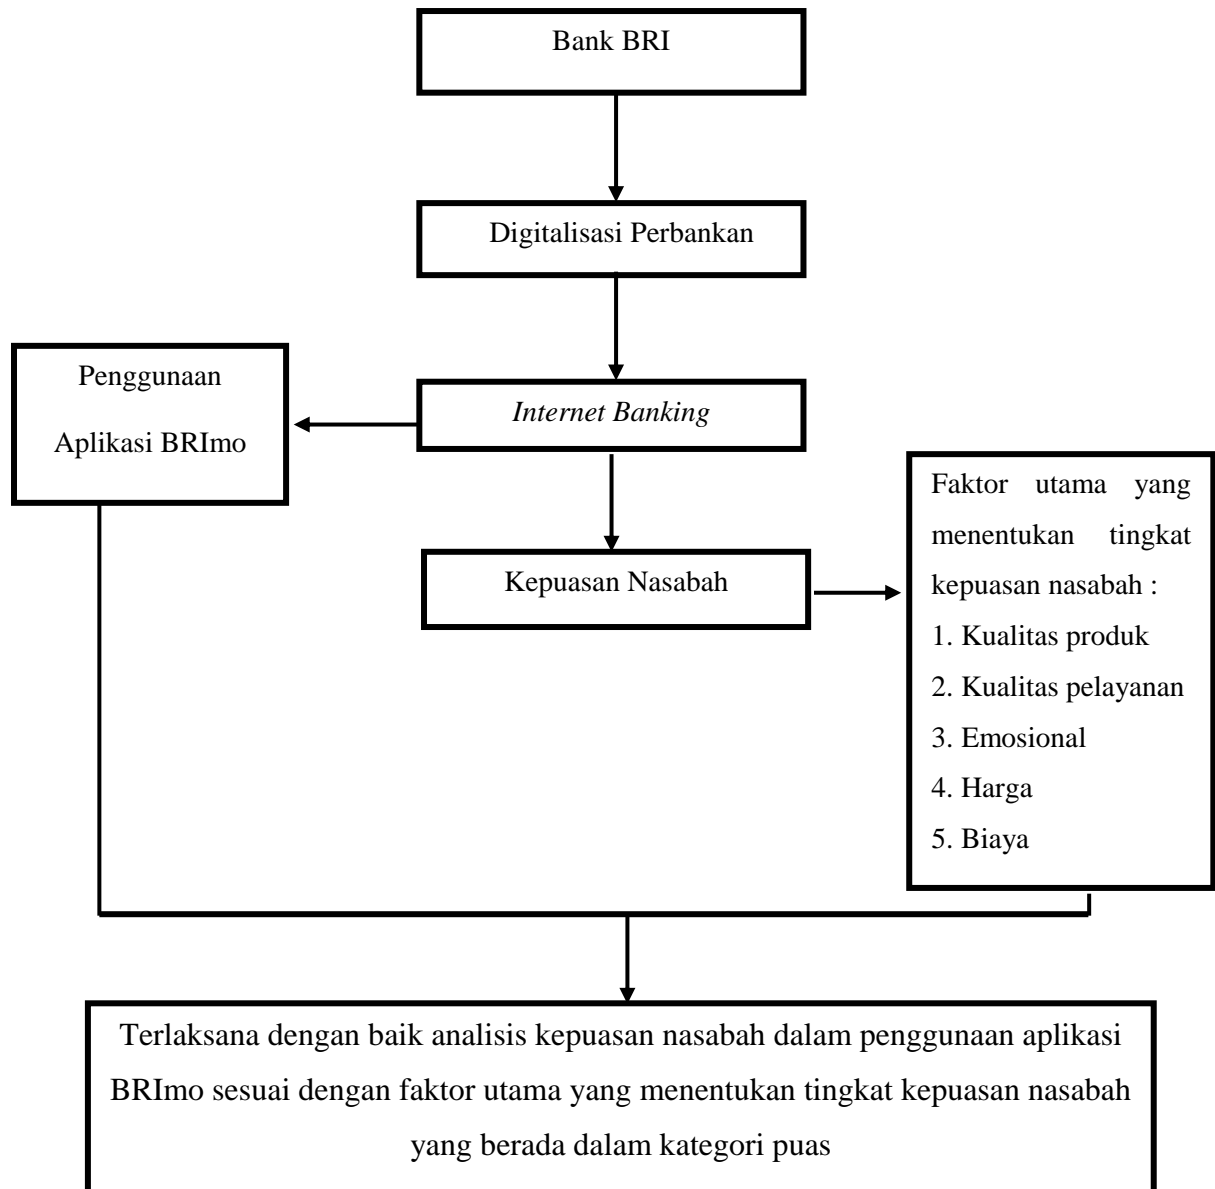 Bank BRI
Digitalisasi Perbankan
Penggunaan
Aplikasi BRImo
Internet Banking
Kepuasan Nasabah
Faktor utama yang
menentukan tingkat
kepuasan nasabah :
1. Kualitas produk
2. Kualitas pelayanan
3. Emosional
4. Harga
5. Biaya
Terlaksana dengan baik analisis kepuasan nasabah dalam penggunaan aplikasi
BRImo sesuai dengan faktor utama yang menentukan tingkat kepuasan nasabah
yang berada dalam kategori puas